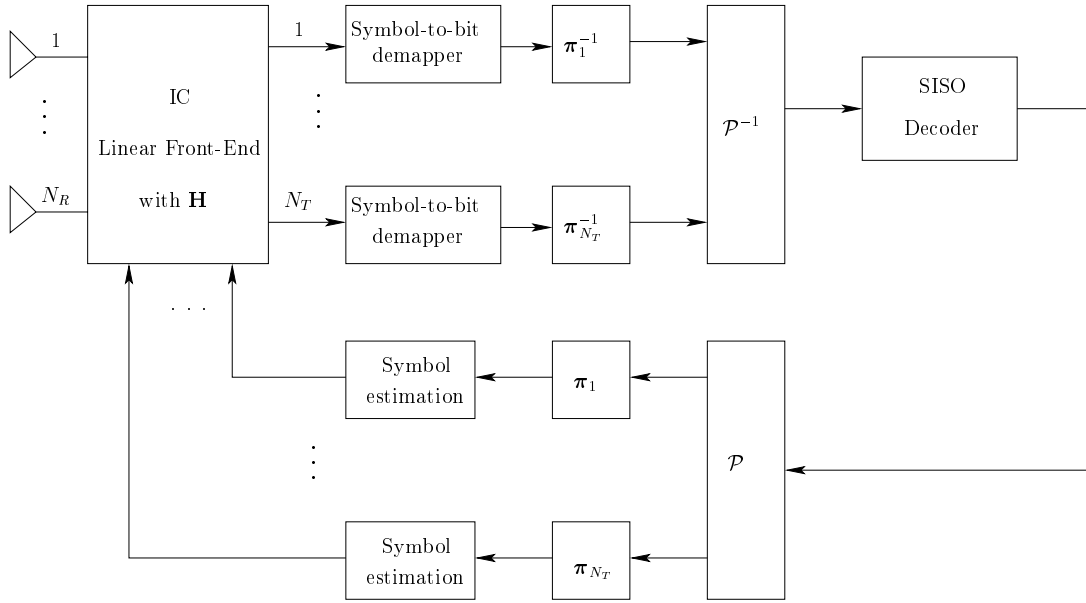 1
N_R
IC
Linear Front-End
with H
1
N_T
Symbol-to-bit
demapper
Symbol-to-bit
demapper
π_1^{-1}
π_{N_T}^{-1}
𝒫^{-1}
SISO
Decoder
Symbol
estimation
Symbol
estimation
π_1
π_{N_T}
𝒫